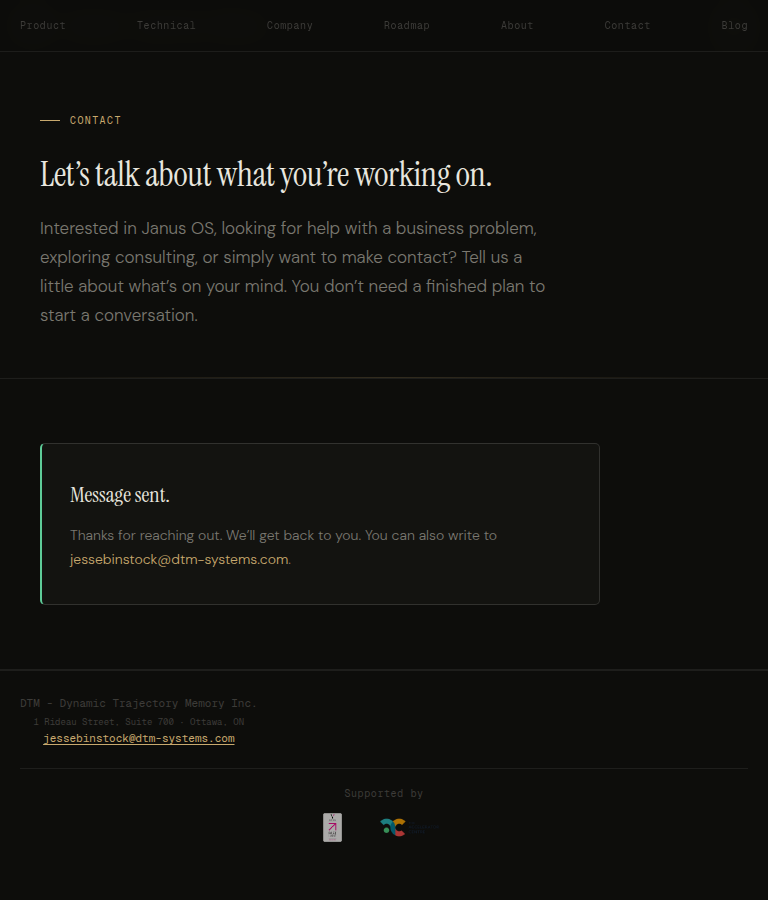 Product Technical Company Roadmap About Contact Blog
CONTACT
Let’s talk about what you’re working on.
Interested in Janus OS, looking for help with a business problem,
exploring consulting, or simply want to make contact? Tell us a
little about what’s on your mind. You don’t need a finished plan to
start a conversation.
Message sent.
Thanks for reaching out. We’ll get back to you. You can also write to
jessebinstock@dtm-systems.com.
DTM - Dynamic Trajectory Memory Inc.
1 Rideau Street, Suite 700 · Ottawa, ON
jessebinstock@dtm-systems.com
Supported by